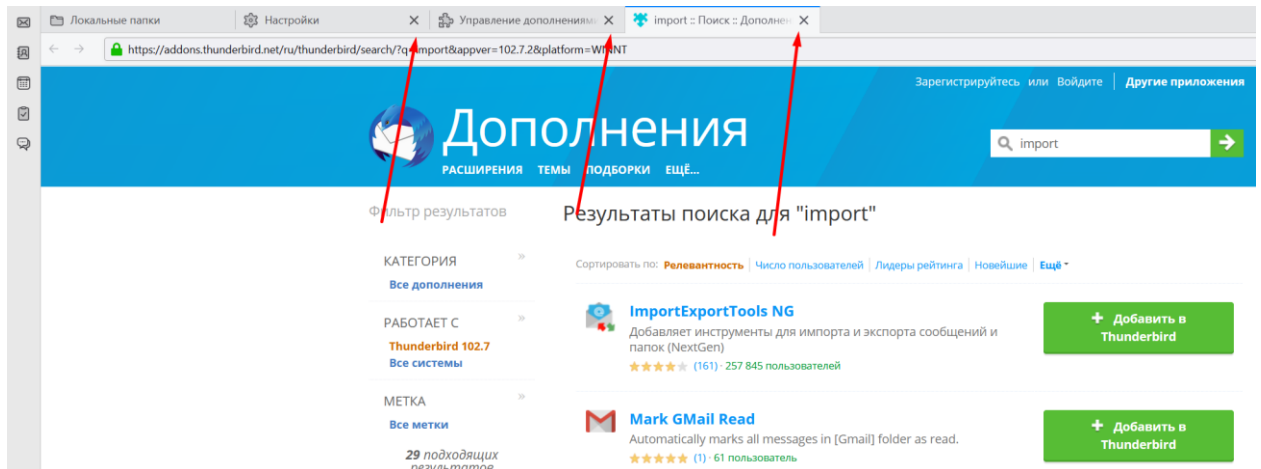 Локальные папки
Настройки
Управление дополнениями
import :: Поиск :: Дополнен
https://addons.thunderbird.net/ru/thunderbird/search/?q=import&appver=102.7.2&platform=WINNT
Зарегистрируйтесь или Войдите | Другие приложения
Дополнения
import
РАСШИРЕНИЯ ТЕМЫ ПОДБОРКИ ЕЩЁ...
Фильтр результатов
Результаты поиска для "import"
КАТЕГОРИЯ »
Все дополнения
Сортировать по: Релевантность | Число пользователей | Лидеры рейтинга | Новейшие | Ещё
РАБОТАЕТ С »
Thunderbird 102.7
Все системы
МЕТКА »
Все метки
29 подходящих
результатов
ImportExportTools NG
Добавляет инструменты для импорта и экспорта сообщений и
папок (NextGen)
(161) · 257 845 пользователей
+ Добавить в
Thunderbird
Mark GMail Read
Automatically marks all messages in [Gmail] folder as read.
(1) · 61 пользователь
+ Добавить в
Thunderbird